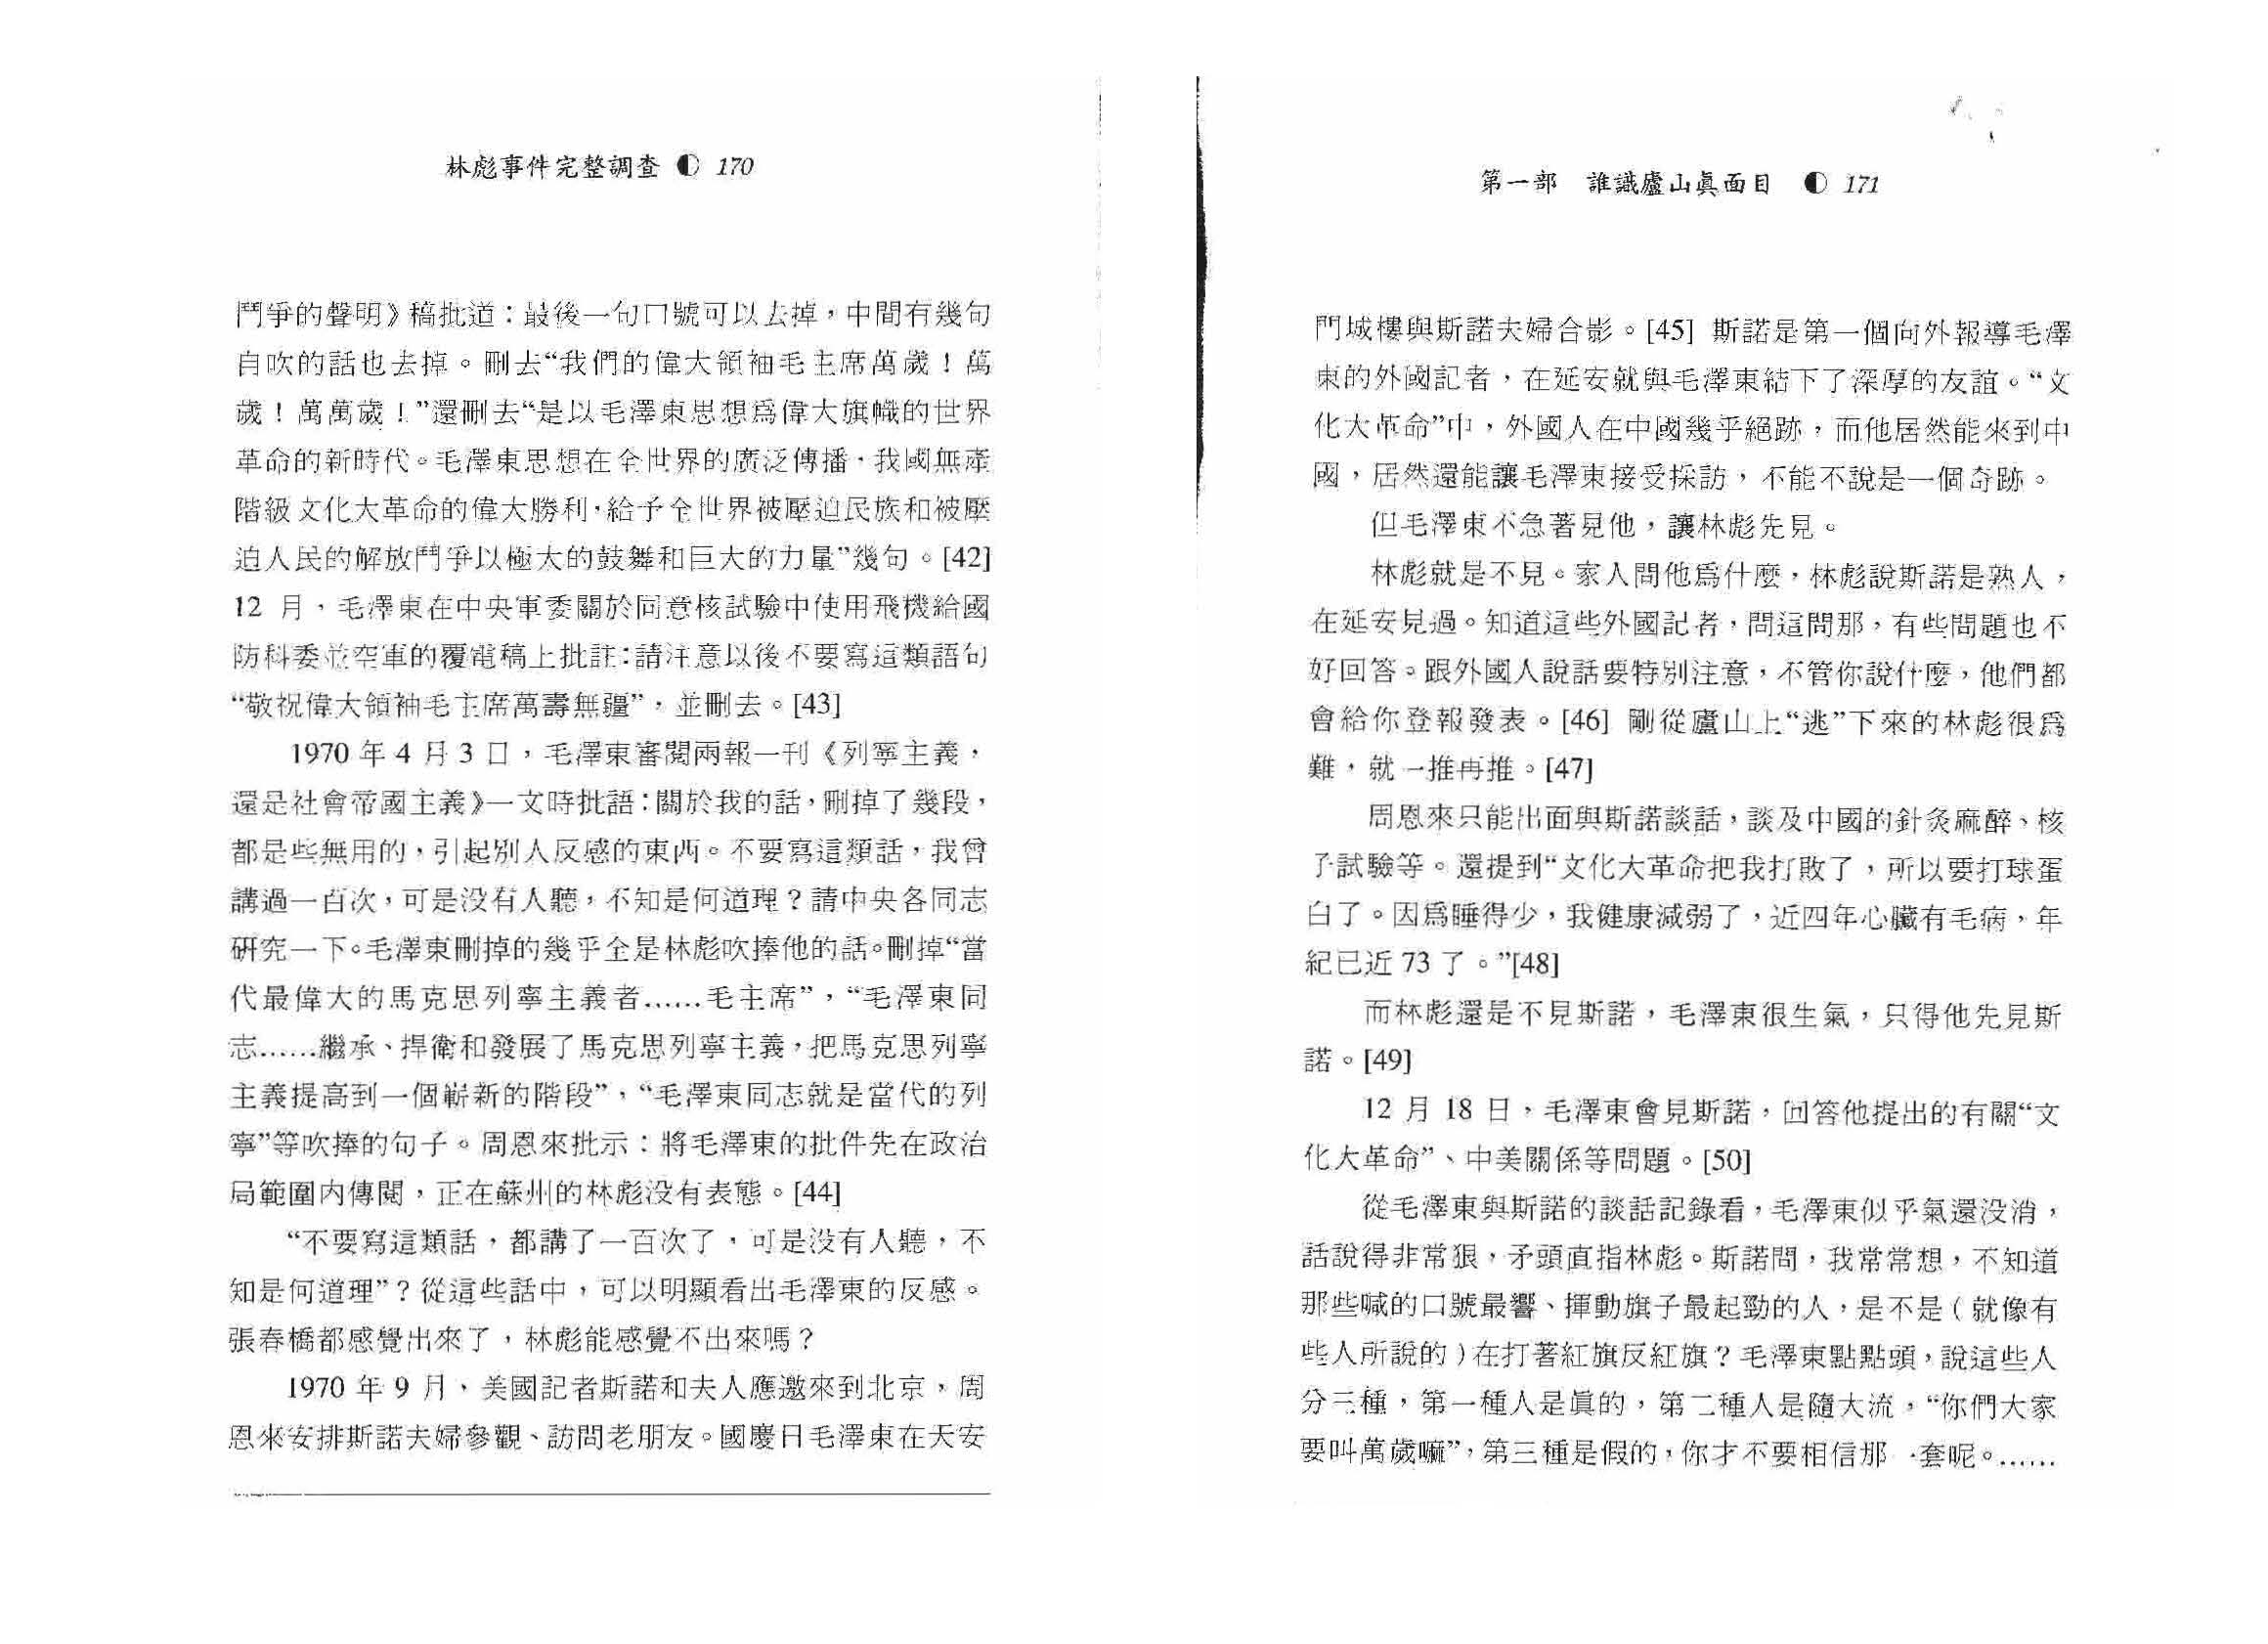 林彪事件完整調查 ◐ 170
鬥爭的聲明》稿批道：最後一句口號可以去掉，中間有幾句
自吹的話也去掉。刪去“我們的偉大領袖毛主席萬歲！萬
歲！萬萬歲！”還刪去“是以毛澤東思想爲偉大旗幟的世界
革命的新時代。毛澤東思想在全世界的廣泛傳播，我國無產
階級文化大革命的偉大勝利，給予全世界被壓迫民族和被壓
迫人民的解放鬥爭以極大的鼓舞和巨大的力量”幾句。[42]
12 月，毛澤東在中央軍委關於同意核試驗中使用飛機給國
防科委並空軍的覆電稿上批註：請注意以後不要寫這類語句
“敬祝偉大領袖毛主席萬壽無疆”，並刪去。[43]
1970 年 4 月 3 日，毛澤東審閱兩報一刊《列寧主義，
還是社會帝國主義》一文時批語：關於我的話，刪掉了幾段，
都是些無用的，引起別人反感的東西。不要寫這類話，我曾
講過一百次，可是没有人聽，不知是何道理？請中央各同志
研究一下。毛澤東刪掉的幾乎全是林彪吹捧他的話。刪掉“當
代最偉大的馬克思列寧主義者……毛主席”，“毛澤東同
志……繼承、捍衛和發展了馬克思列寧主義，把馬克思列寧
主義提高到一個嶄新的階段”，“毛澤東同志就是當代的列
寧”等吹捧的句子。周恩來批示：將毛澤東的批件先在政治
局範圍内傳閱，正在蘇州的林彪没有表態。[44]
“不要寫這類話，都講了一百次了，可是没有人聽，不
知是何道理”？從這些話中，可以明顯看出毛澤東的反感。
張春橋都感覺出來了，林彪能感覺不出來嗎？
1970 年 9 月，美國記者斯諾和夫人應邀來到北京，周
恩來安排斯諾夫婦參觀、訪問老朋友。國慶日毛澤東在天安
第一部 誰識廬山眞面目 ◐ 171
門城樓與斯諾夫婦合影。[45] 斯諾是第一個向外報導毛澤
東的外國記者，在延安就與毛澤東結下了深厚的友誼。“文
化大革命”中，外國人在中國幾乎絕跡，而他居然能來到中
國，居然還能讓毛澤東接受採訪，不能不說是一個奇跡。
但毛澤東不急著見他，讓林彪先見。
林彪就是不見。家人問他爲什麼，林彪說斯諾是熟人，
在延安見過。知道這些外國記者，問這問那，有些問題也不
好回答。跟外國人說話要特別注意，不管你說什麼，他們都
會給你登報發表。[46] 剛從廬山上“逃”下來的林彪很爲
難，就一推再推。[47]
周恩來只能出面與斯諾談話，談及中國的針灸麻醉、核
子試驗等。還提到“文化大革命把我打敗了，所以要打球蛋
白了。因爲睡得少，我健康減弱了，近四年心臟有毛病，年
紀已近 73 了。”[48]
而林彪還是不見斯諾，毛澤東很生氣，只得他先見斯
諾。[49]
12 月 18 日，毛澤東會見斯諾，回答他提出的有關“文
化大革命”、中美關係等問題。[50]
從毛澤東與斯諾的談話記錄看，毛澤東似乎氣還没消，
話說得非常狠，矛頭直指林彪。斯諾問，我常常想，不知道
那些喊的口號最響、揮動旗子最起勁的人，是不是（就像有
些人所說的）在打著紅旗反紅旗？毛澤東點點頭，說這些人
分三種，第一種人是眞的，第二種人是隨大流，“你們大家
要叫萬歲嘛”，第三種是假的，你才不要相信那一套呢。……